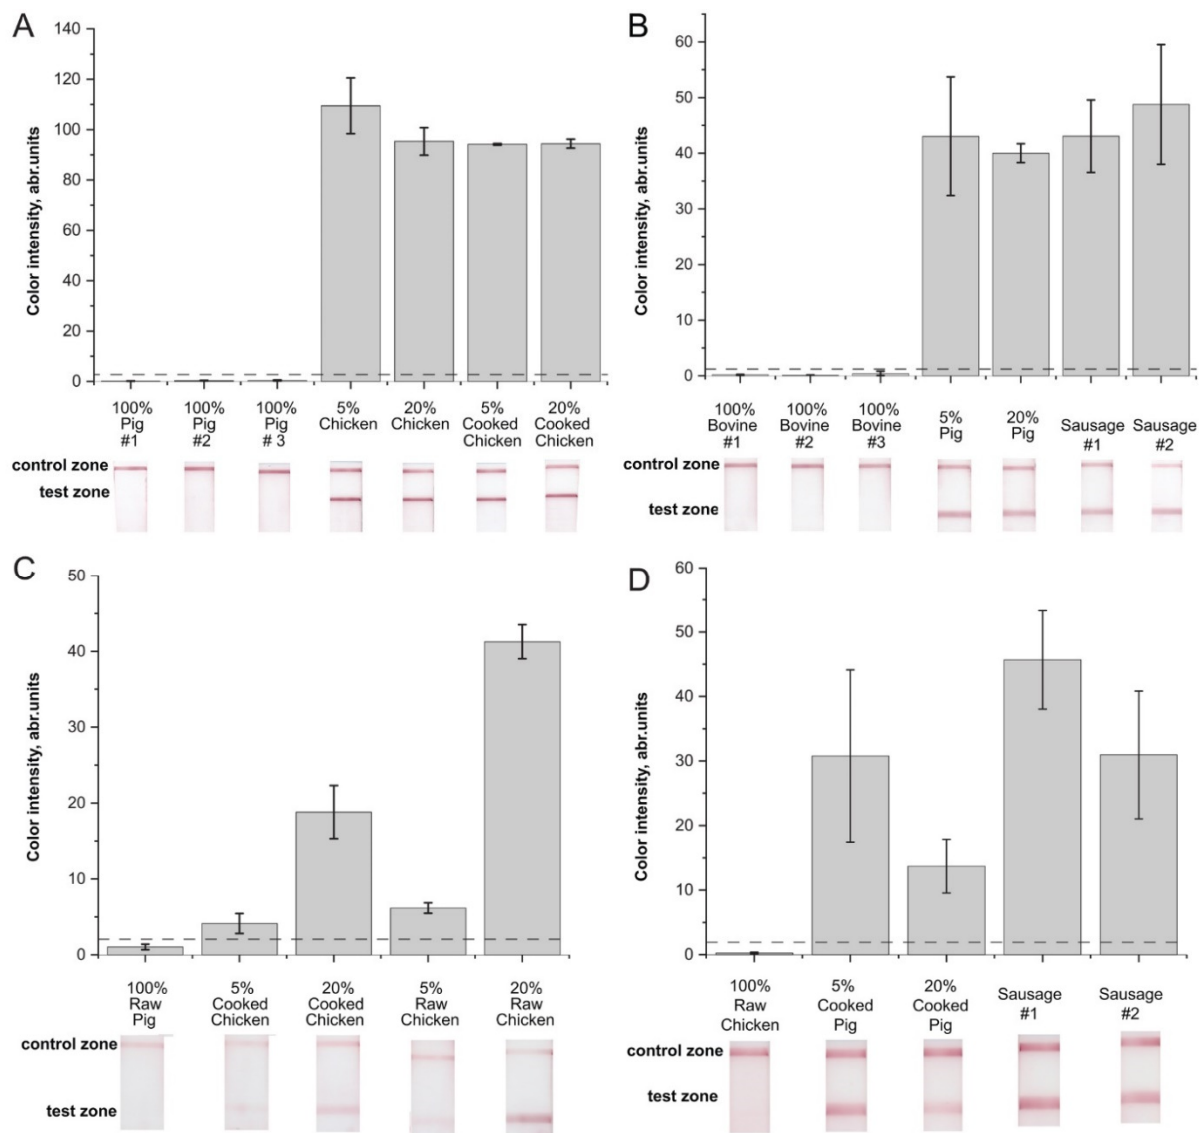 A
Color intensity, abr.units
140
120
100
80
60
40
20
0
100% Pig #1
100% Pig #2
100% Pig # 3
5% Chicken
20% Chicken
5% Cooked Chicken
20% Cooked Chicken
control zone
test zone
B
Color intensity, abr.units
60
50
40
30
20
10
0
100% Bovine #1
100% Bovine #2
100% Bovine #3
5% Pig
20% Pig
Sausage #1
Sausage #2
control zone
test zone
C
Color intensity, abr.units
50
40
30
20
10
0
100% Raw Pig
5% Cooked Chicken
20% Cooked Chicken
5% Raw Chicken
20% Raw Chicken
control zone
test zone
D
Color intensity, abr.units
60
50
40
30
20
10
0
100% Raw Chicken
5% Cooked Pig
20% Cooked Pig
Sausage #1
Sausage #2
control zone
test zone